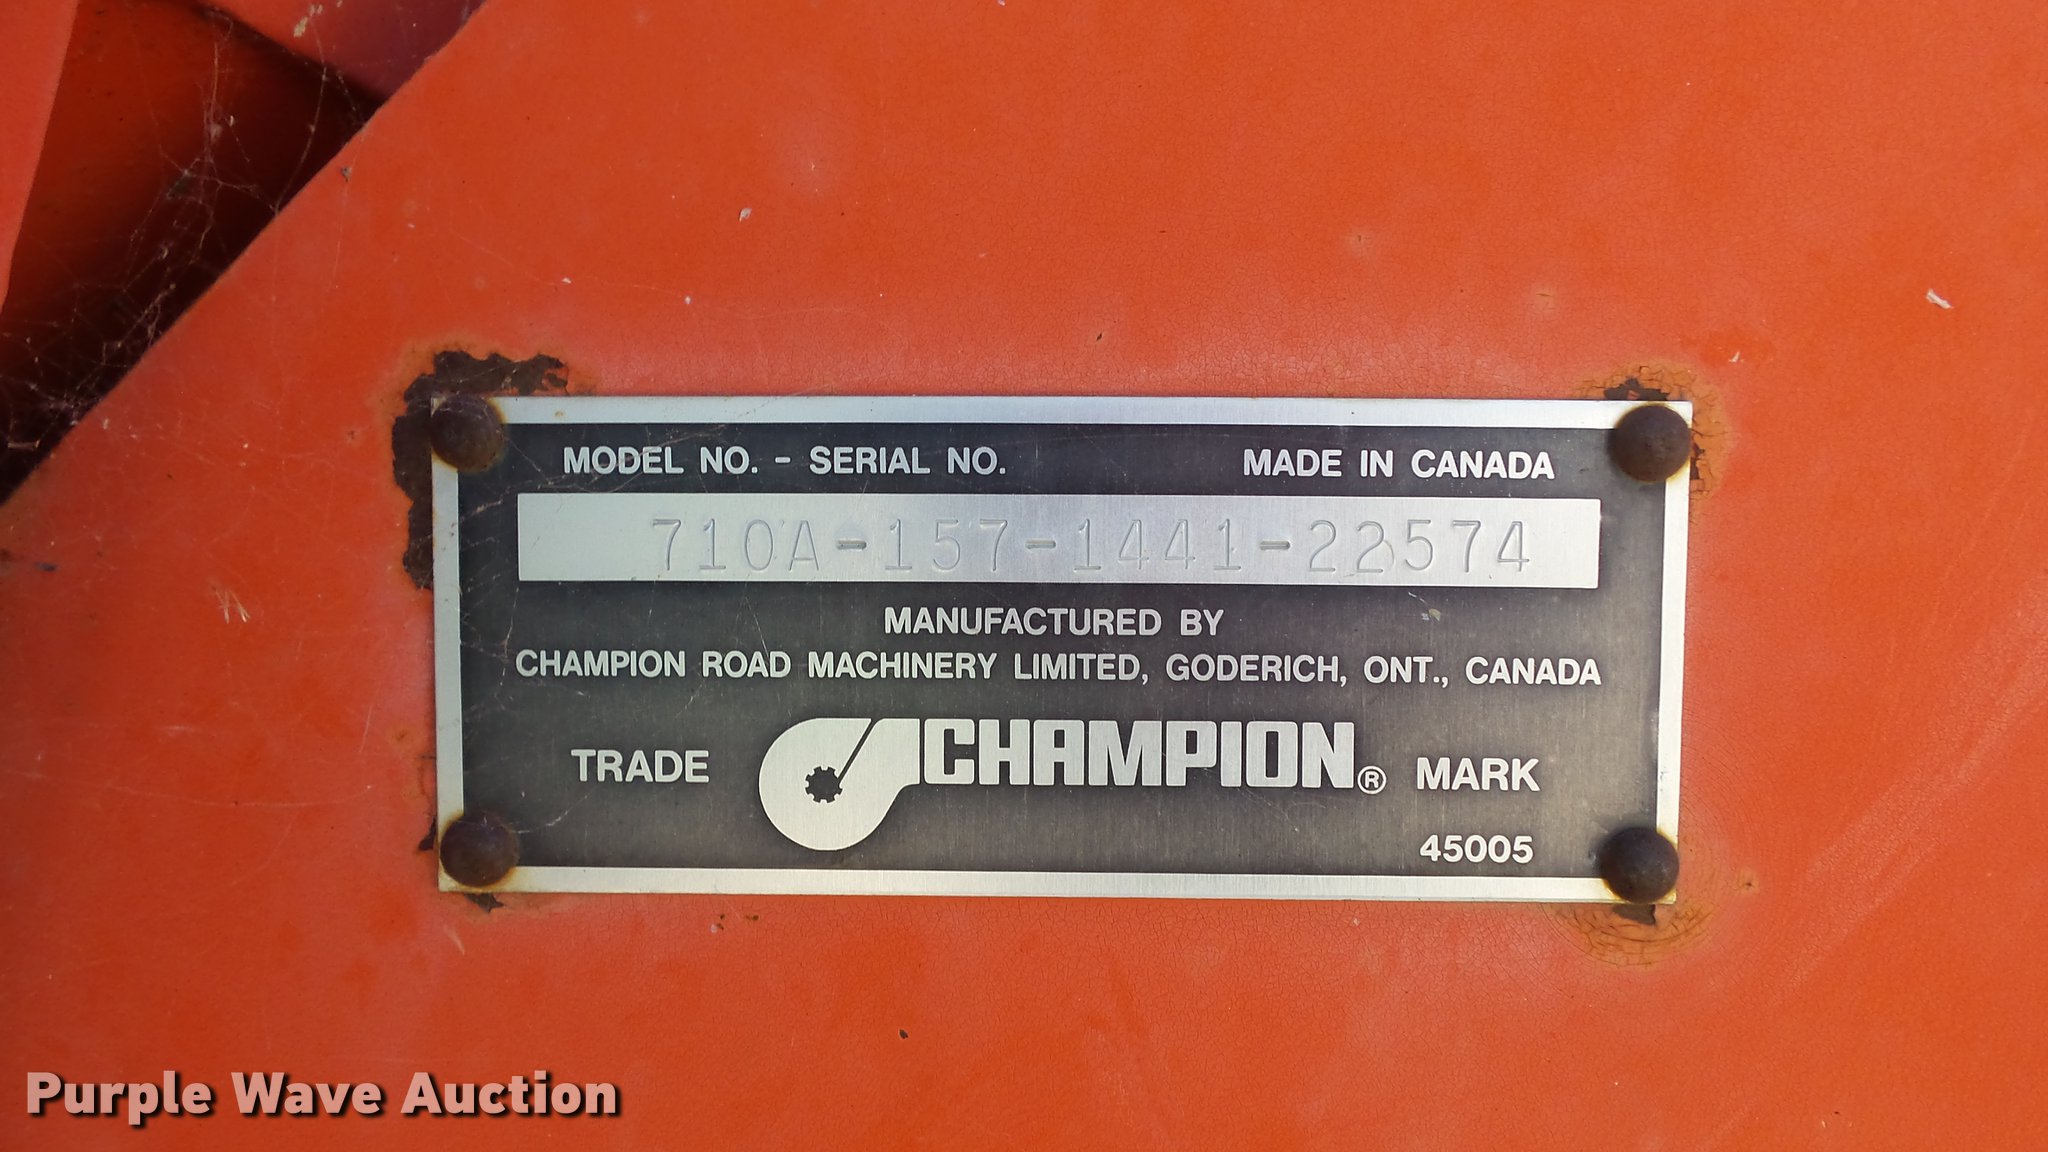 MODEL NO. - SERIAL NO. MADE IN CANADA
710A-157-1441-22574
MANUFACTURED BY
CHAMPION ROAD MACHINERY LIMITED, GODERICH, ONT., CANADA
TRADE CHAMPION® MARK
45005
Purple Wave Auction